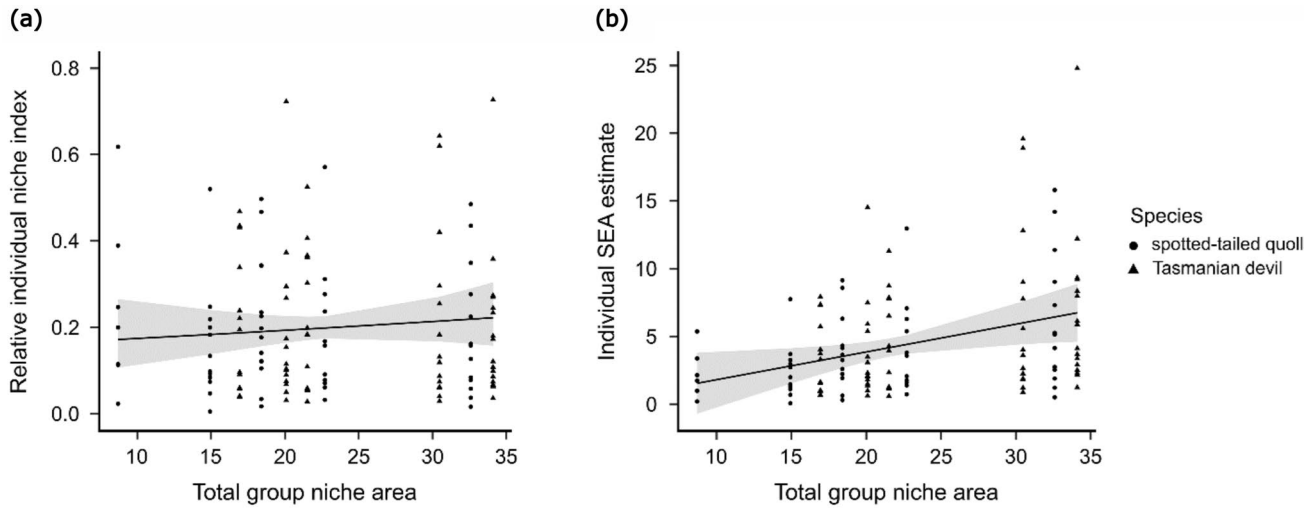 (a)
Relative individual niche index
0.8
0.6
0.4
0.2
0.0
10 15 20 25 30 35
Total group niche area
(b)
Individual SEA estimate
25
20
15
10
5
0
10 15 20 25 30 35
Total group niche area
Species
spotted-tailed quoll
Tasmanian devil